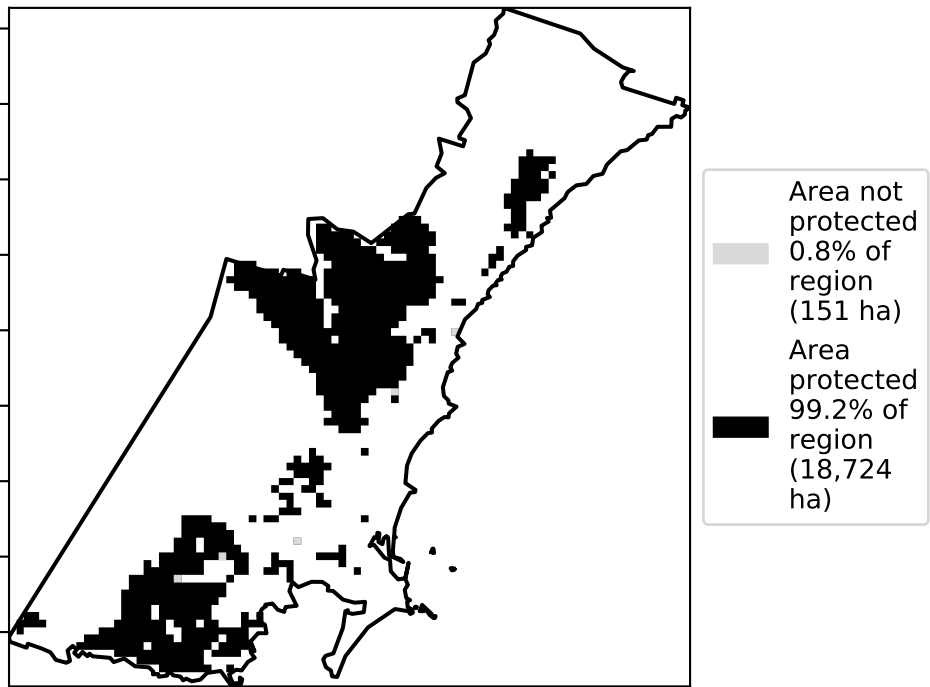 Area not
protected
0.8% of
region
(151 ha)
Area
protected
99.2% of
region
(18,724
ha)